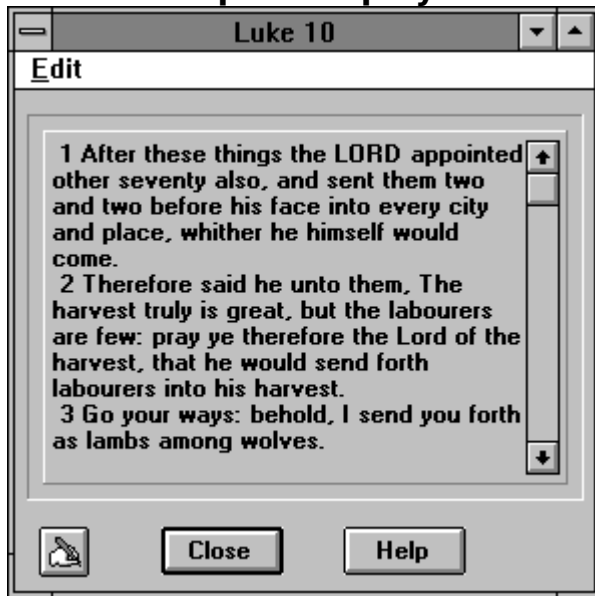 Luke 10
Edit
1 After these things the LORD appointed
other seventy also, and sent them two
and two before his face into every city
and place, whither he himself would
come.
2 Therefore said he unto them, The
harvest truly is great, but the labourers
are few: pray ye therefore the Lord of the
harvest, that he would send forth
labourers into his harvest.
3 Go your ways: behold, I send you forth
as lambs among wolves.
Close Help